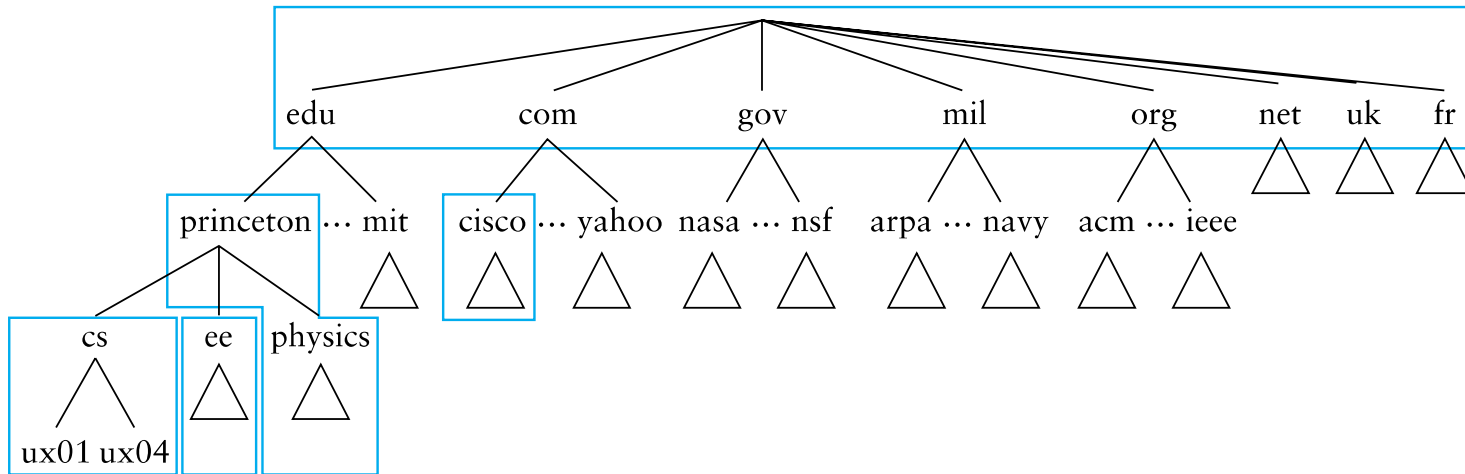 edu com gov mil org net uk fr
princeton ... mit cisco ... yahoo nasa ... nsf arpa ... navy acm ... ieee
cs ee physics
ux01 ux04